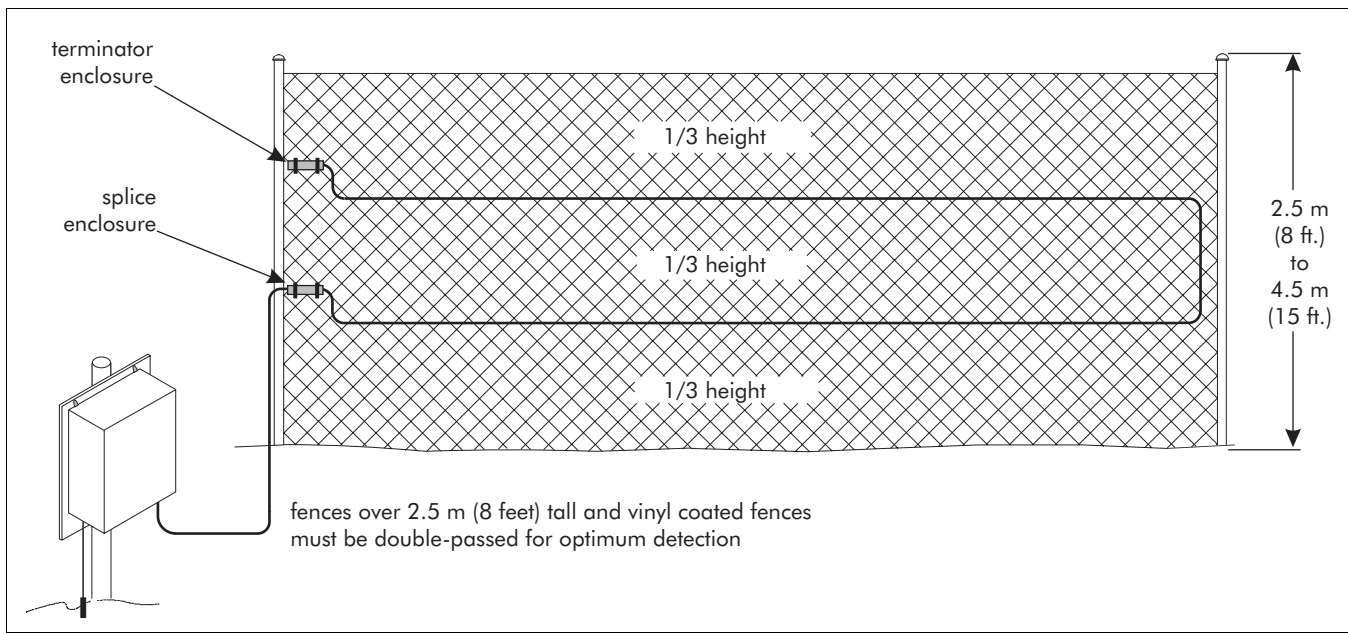 terminator
enclosure
1/3 height
splice
enclosure
1/3 height
2.5 m
(8 ft.)
to
4.5 m
(15 ft.)
1/3 height
fences over 2.5 m (8 feet) tall and vinyl coated fences
must be double-passed for optimum detection